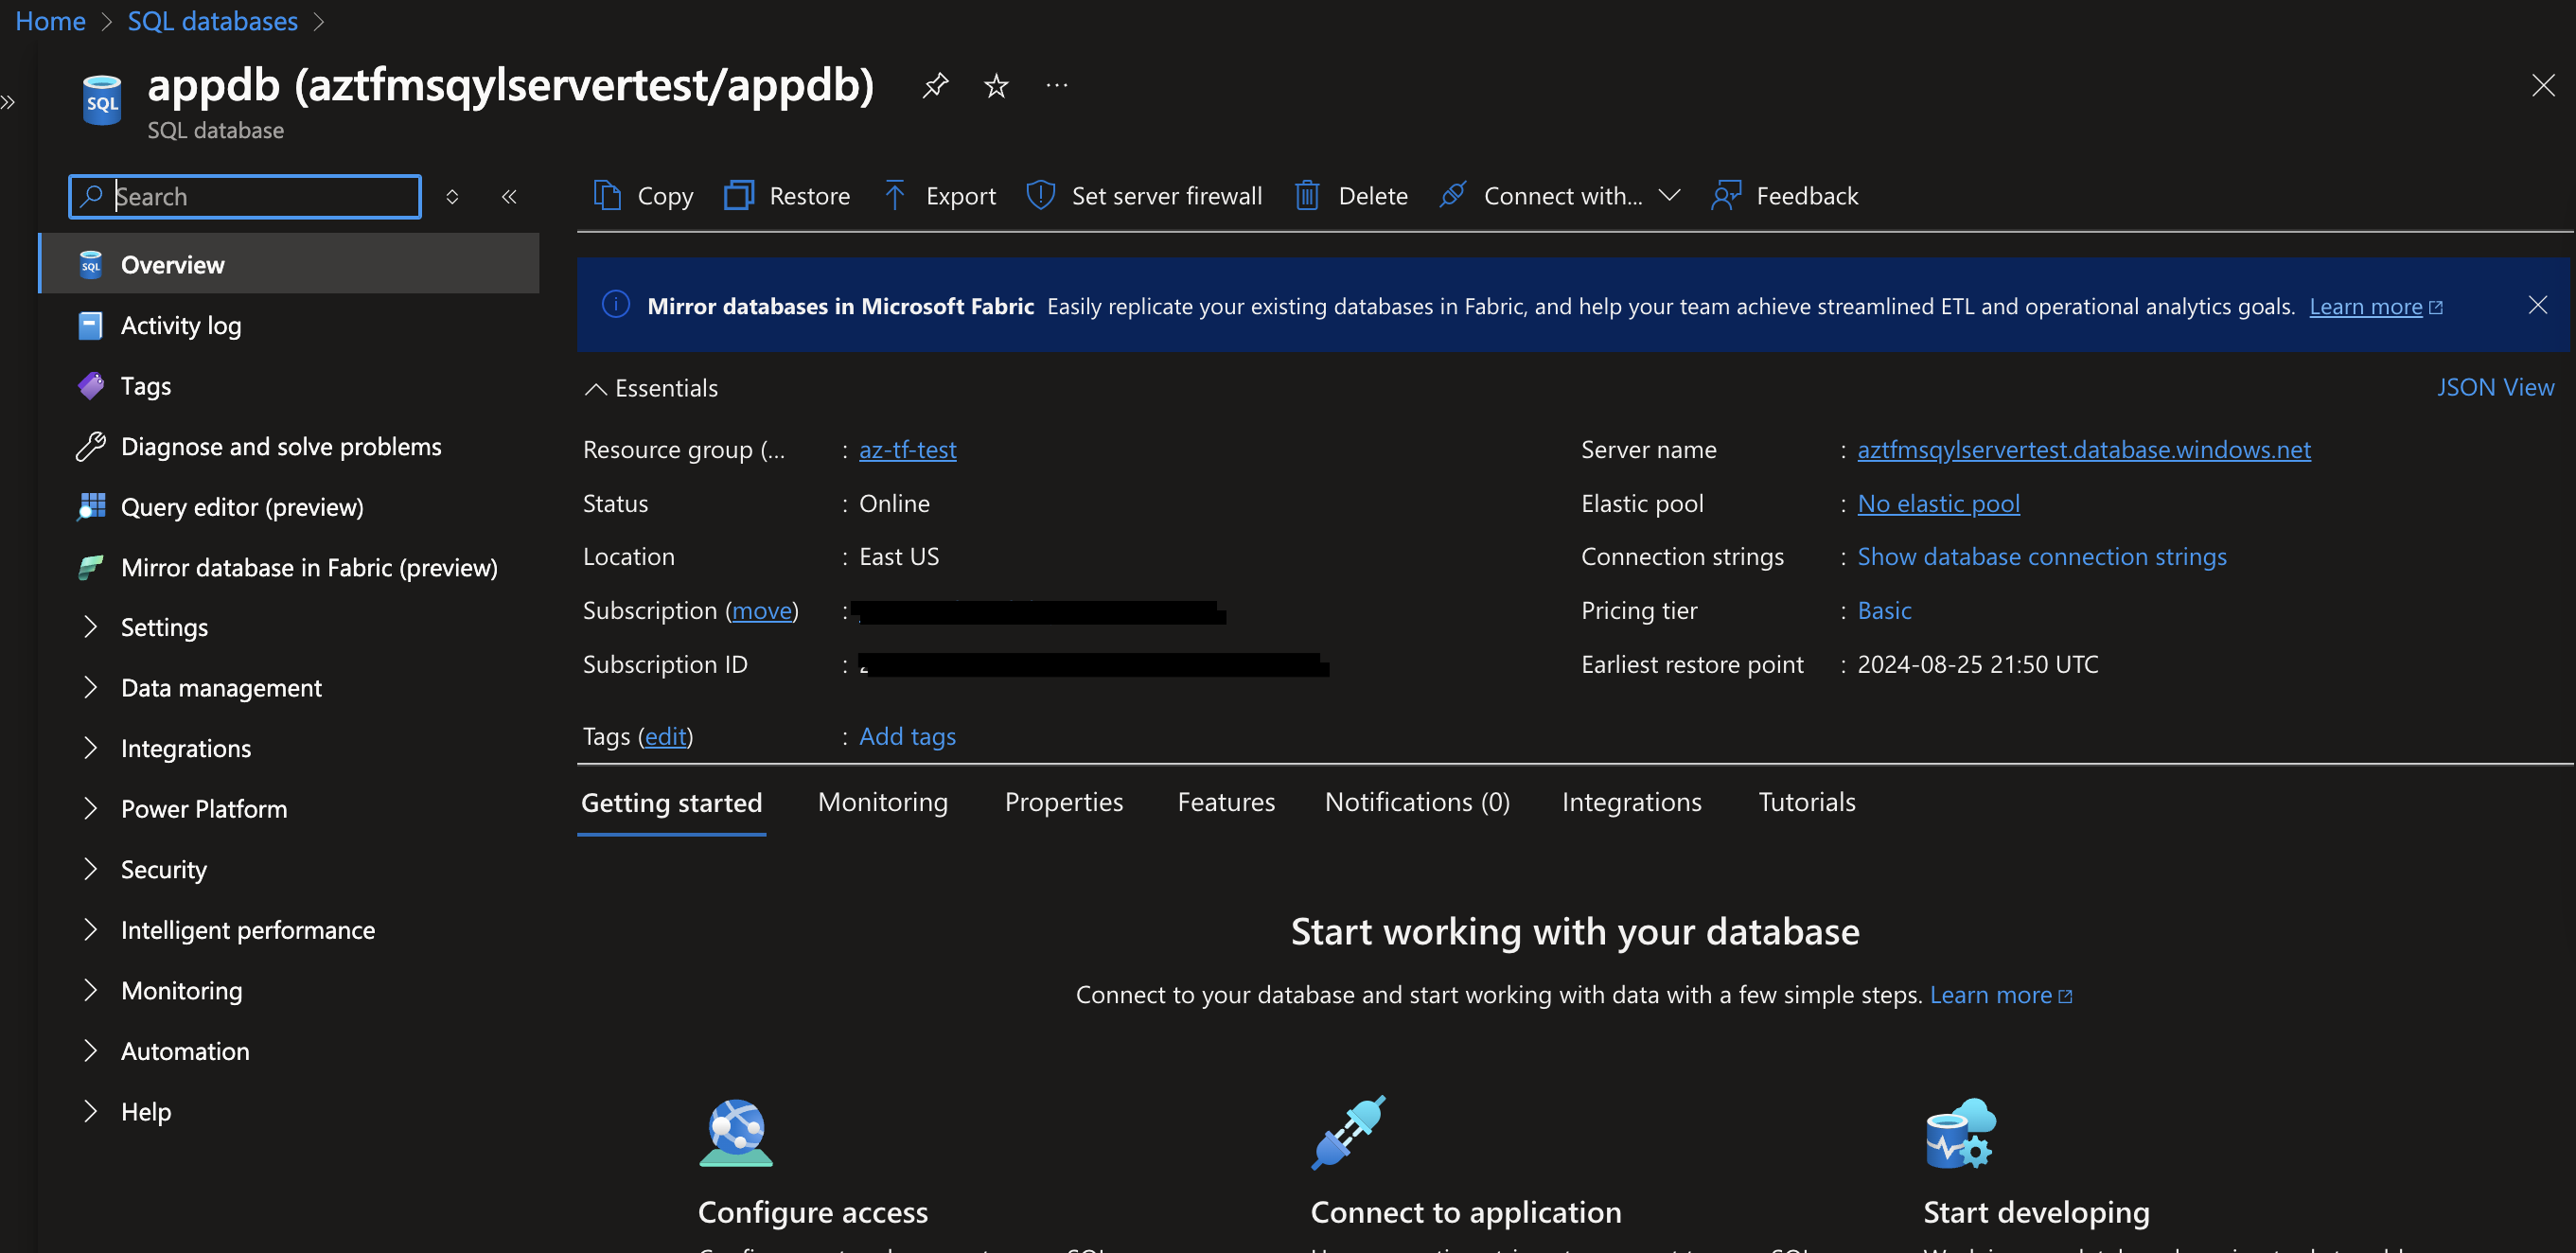 Home > SQL databases >
appdb (aztfmsqylservertest/appdb)
SQL
SQL database
Search
Copy Restore Export Set server firewall Delete Connect with... Feedback
Overview
Activity log
Tags
Diagnose and solve problems
Query editor (preview)
Mirror database in Fabric (preview)
Settings
Data management
Integrations
Power Platform
Security
Intelligent performance
Monitoring
Automation
Help
Mirror databases in Microsoft Fabric Easily replicate your existing databases in Fabric, and help your team achieve streamlined ETL and operational analytics goals. Learn more
Essentials
JSON View
Resource group (... : az-tf-test
Status : Online
Location : East US
Subscription (move) :
Subscription ID :
Tags (edit) : Add tags
Server name : aztfmsqylservertest.database.windows.net
Elastic pool : No elastic pool
Connection strings : Show database connection strings
Pricing tier : Basic
Earliest restore point : 2024-08-25 21:50 UTC
Getting started Monitoring Properties Features Notifications (0) Integrations Tutorials
Start working with your database
Connect to your database and start working with data with a few simple steps. Learn more
Configure access
Connect to application
Start developing